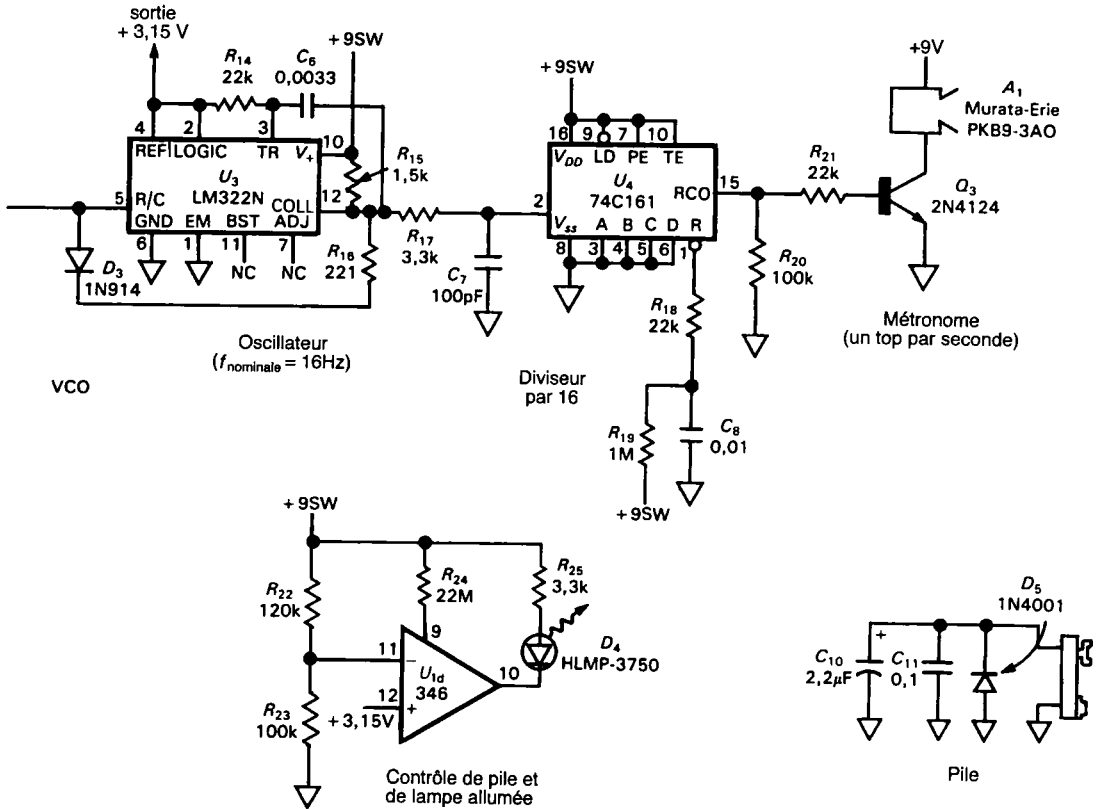 sortie
+ 3,15 V
R14
22k
C6
0,0033
+ 9SW
4
2
3
REF
LOGIC
TR
V+
10
U3
LM322N
5
R/C
COLL
12
GND
EM
BST
ADJ
6
1
11
7
NC
NC
R15
1,5k
R16
221
R17
3,3k
C7
100pF
D3
1N914
Oscillateur
(fnominale = 16Hz)
VCO
+ 9SW
16
9
7
10
VDD
LD
PE
TE
U4
74C161
RCO
15
2
VSS
A
B
C
D
R
8
3
4
5
6
1
R18
22k
R19
1M
+ 9SW
C8
0,01
Diviseur
par 16
R20
100k
R21
22k
+9V
A1
Murata-Erie
PKB9-3AO
Q3
2N4124
Métronome
(un top par seconde)
+ 9SW
R22
120k
R23
100k
R24
22M
9
11
−
U1d
346
12
+
+ 3,15V
10
R25
3,3k
D4
HLMP-3750
Contrôle de pile et
de lampe allumée
D5
1N4001
+
C10
2,2μF
C11
0,1
Pile